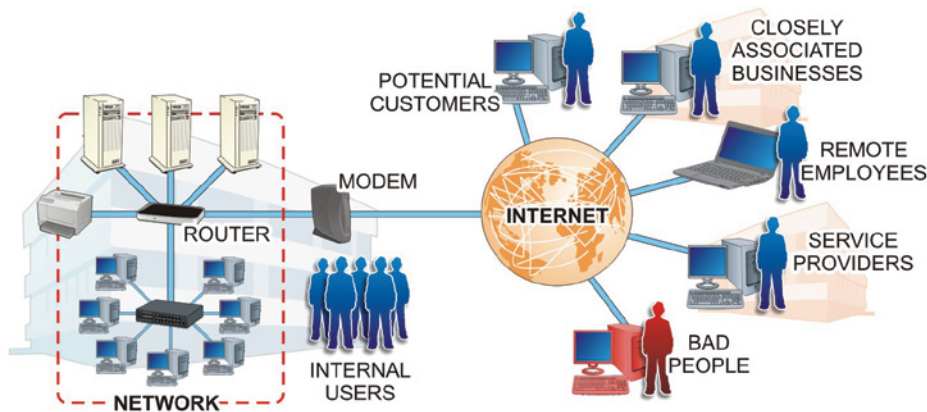 POTENTIAL
CUSTOMERS
CLOSELY
ASSOCIATED
BUSINESSES
REMOTE
EMPLOYEES
SERVICE
PROVIDERS
BAD
PEOPLE
INTERNET
MODEM
ROUTER
INTERNAL
USERS
NETWORK